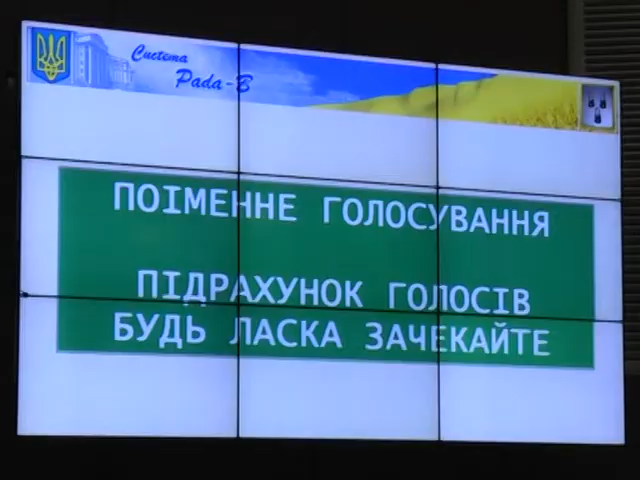 Система
Рада-В
ПОІМЕННЕ ГОЛОСУВАННЯ
ПІДРАХУНОК ГОЛОСІВ
БУДЬ ЛАСКА ЗАЧЕКАЙТЕ